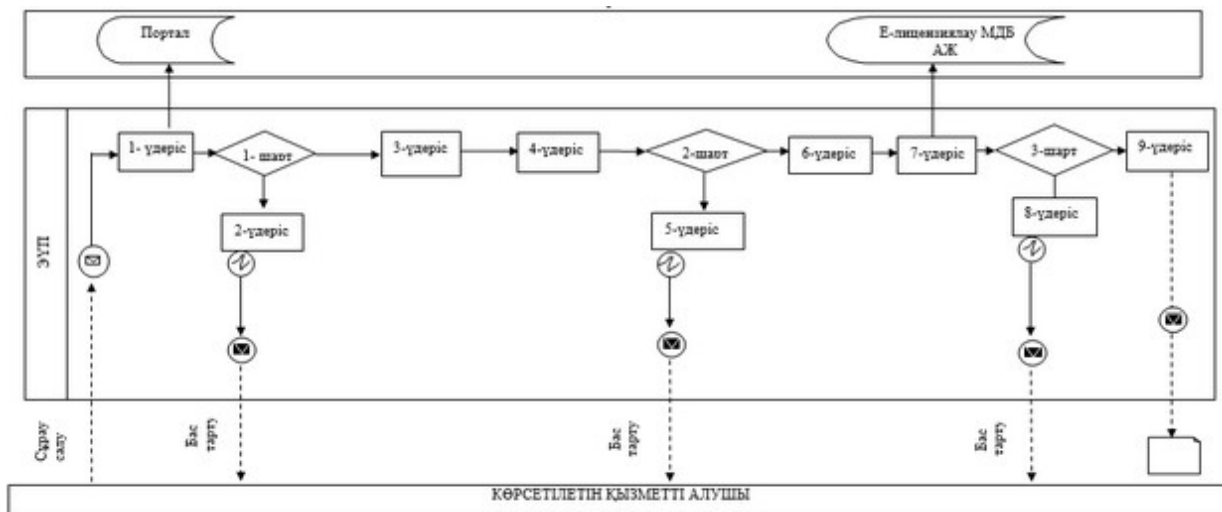 Портал
Е-лицензиялау МДБ
АЖ
ЭҮП
1- үдеріс
1- шарт
3-үдеріс
4-үдеріс
2-шарт
6-үдеріс
7-үдеріс
3-шарт
9-үдеріс
2-үдеріс
5-үдеріс
8-үдеріс
Сұрау
салу
Бас
тарту
Бас
тарту
Бас
тарту
КӨРСЕТІЛЕТІН ҚЫЗМЕТТІ АЛУШЫ